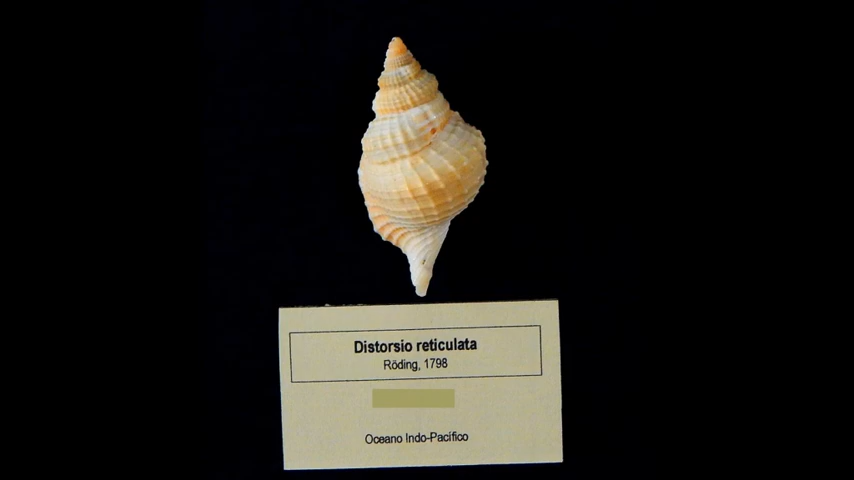 Distorsio reticulata
Röding, 1798
Oceano Indo-Pacifico